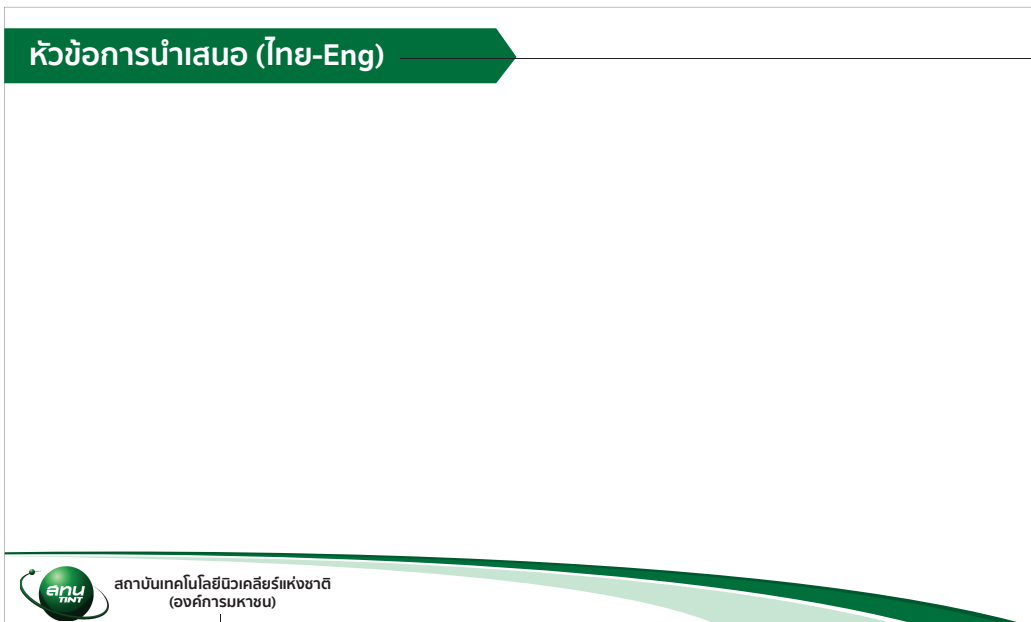 หัวข้อการนำเสนอ (ไทย-Eng)
สทน
TINT
สถาบันเทคโนโลยีนิวเคลียร์แห่งชาติ
(องค์การมหาชน)